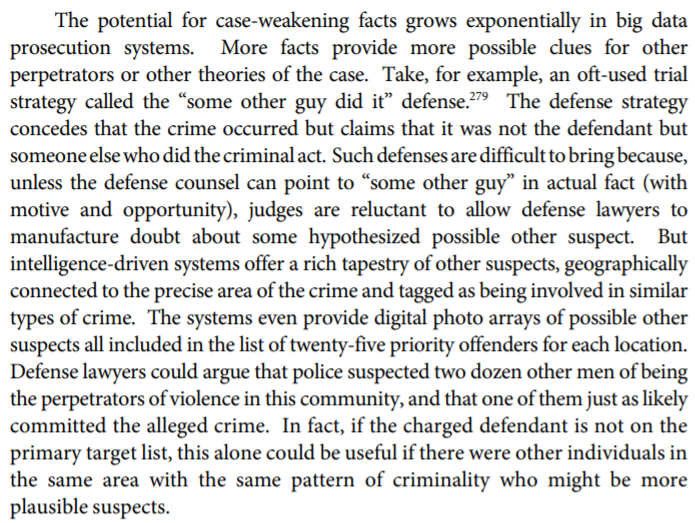 The potential for case-weakening facts grows exponentially in big data
prosecution systems. More facts provide more possible clues for other
perpetrators or other theories of the case. Take, for example, an oft-used trial
strategy called the “some other guy did it” defense.279 The defense strategy
concedes that the crime occurred but claims that it was not the defendant but
someone else who did the criminal act. Such defenses are difficult to bring because,
unless the defense counsel can point to “some other guy” in actual fact (with
motive and opportunity), judges are reluctant to allow defense lawyers to
manufacture doubt about some hypothesized possible other suspect. But
intelligence-driven systems offer a rich tapestry of other suspects, geographically
connected to the precise area of the crime and tagged as being involved in similar
types of crime. The systems even provide digital photo arrays of possible other
suspects all included in the list of twenty-five priority offenders for each location.
Defense lawyers could argue that police suspected two dozen other men of being
the perpetrators of violence in this community, and that one of them just as likely
committed the alleged crime. In fact, if the charged defendant is not on the
primary target list, this alone could be useful if there were other individuals in
the same area with the same pattern of criminality who might be more
plausible suspects.